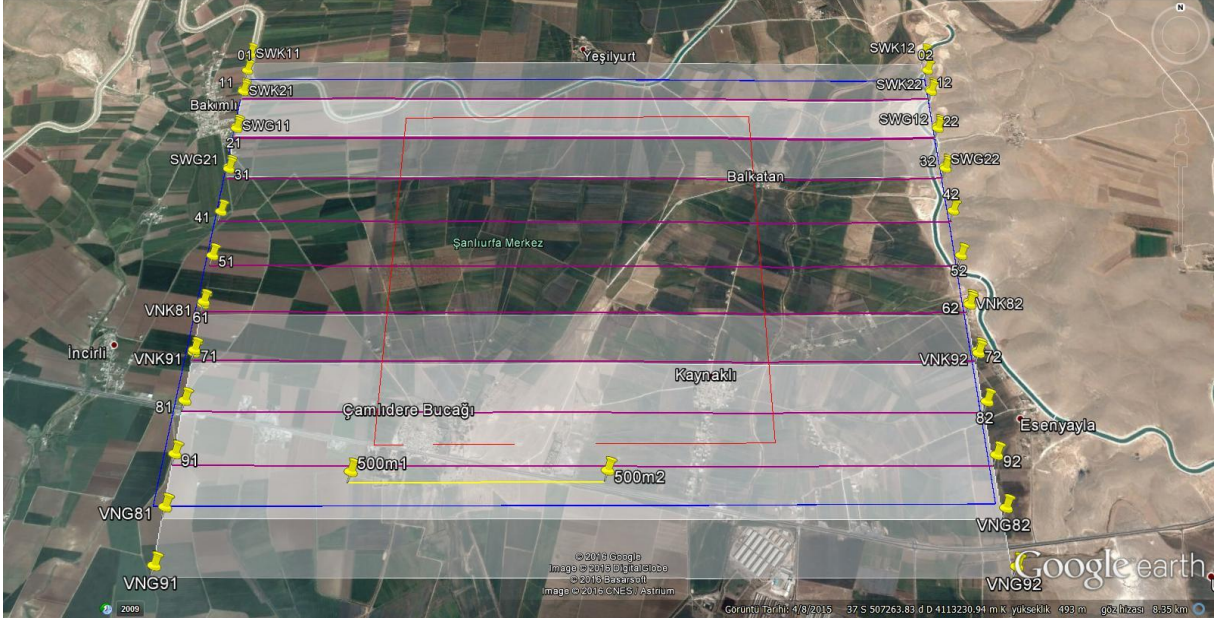 N
01 SWK11
Yeşilyurt
SWK12
02
11
SWK21
SWK22
12
Bakımlı
SWG11
SWG12
22
21
SWG21
31
32
SWG22
Balkatan
42
41
Şanlıurfa Merkez
51
52
VNK81
61
62
VNK82
İncirli
VNK91
71
VNK92
72
Kaynaklı
81
Çamlıdere Bucağı
82
Esenyayla
91
500m1
500m2
92
VNG81
VNG82
© 2016 Google
Image © 2016 DigitalGlobe
© 2016 Basarsoft
Image © 2016 CNES / Astrium
VNG91
VNG92
Google earth
2009
Görüntü Tarihi: 4/8/2015 37 S 507263.83 d D 4113230.94 m K yükseklik 493 m göz hizası 8.35 km